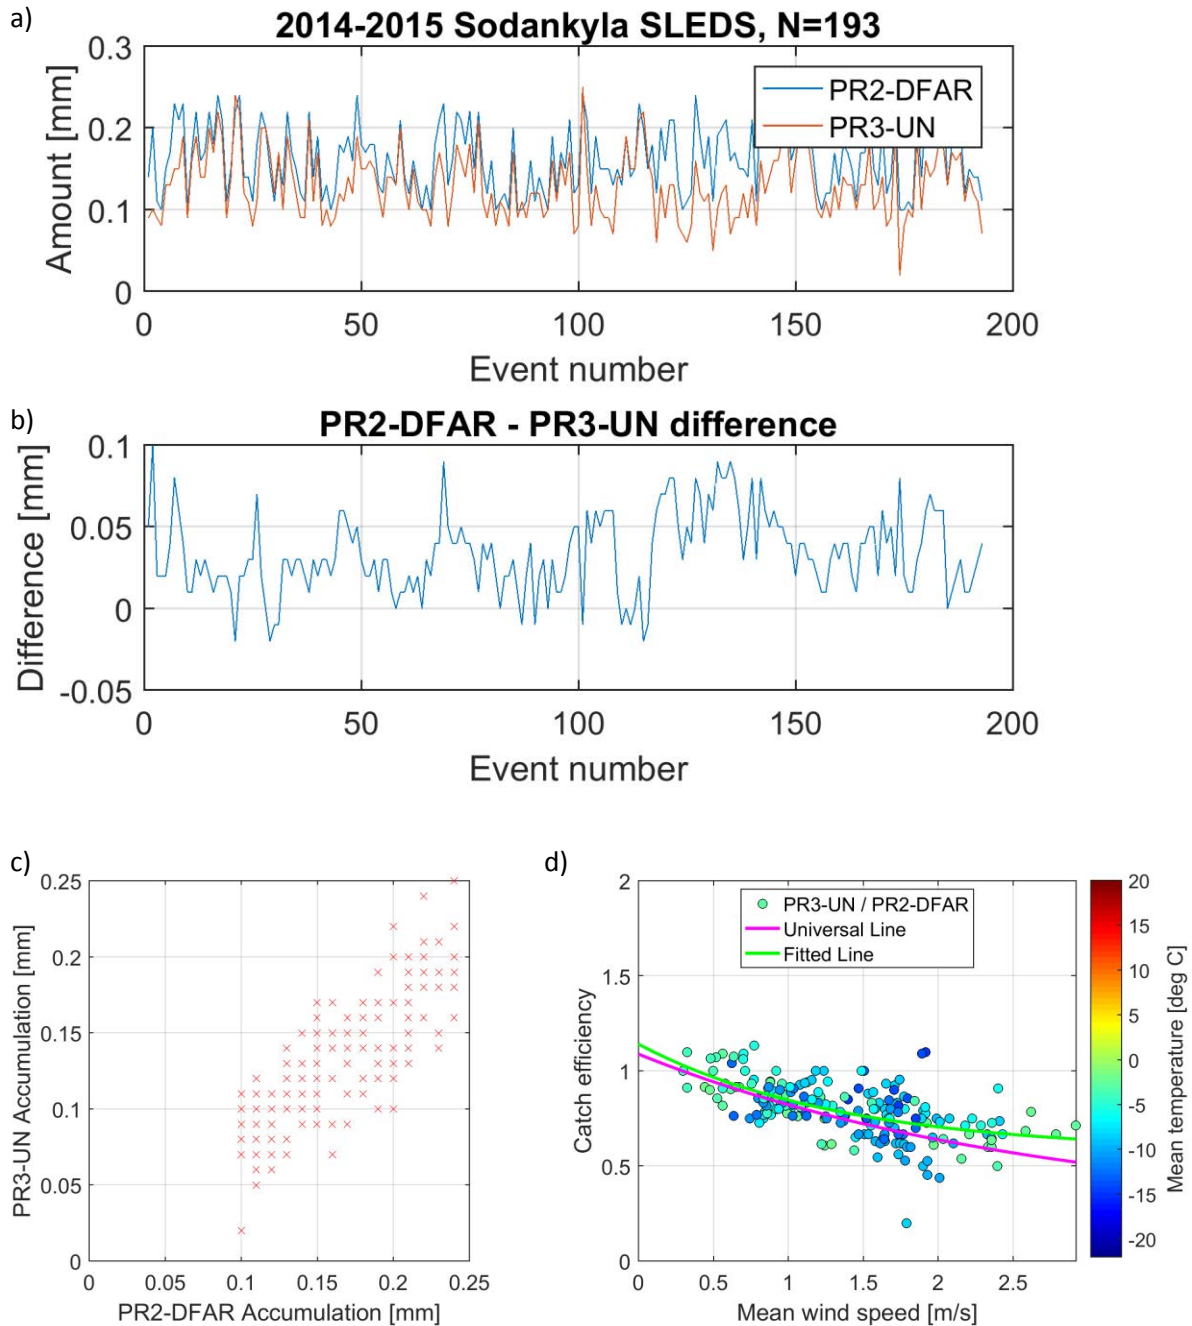 a)
2014-2015 Sodankyla SLEDS, N=193
Amount [mm]
0.3
0.2
0.1
0
PR2-DFAR
PR3-UN
0 50 100 150 200
Event number
b)
PR2-DFAR - PR3-UN difference
Difference [mm]
0.1
0.05
0
-0.05
0 50 100 150 200
Event number
c)
PR3-UN Accumulation [mm]
0.25
0.2
0.15
0.1
0.05
0
0 0.05 0.1 0.15 0.2 0.25
PR2-DFAR Accumulation [mm]
d)
Catch efficiency
2
1.5
1
0.5
0
PR3-UN / PR2-DFAR
Universal Line
Fitted Line
0 0.5 1 1.5 2 2.5
Mean wind speed [m/s]
20
15
10
5
0
-5
-10
-15
-20
Mean temperature [deg C]